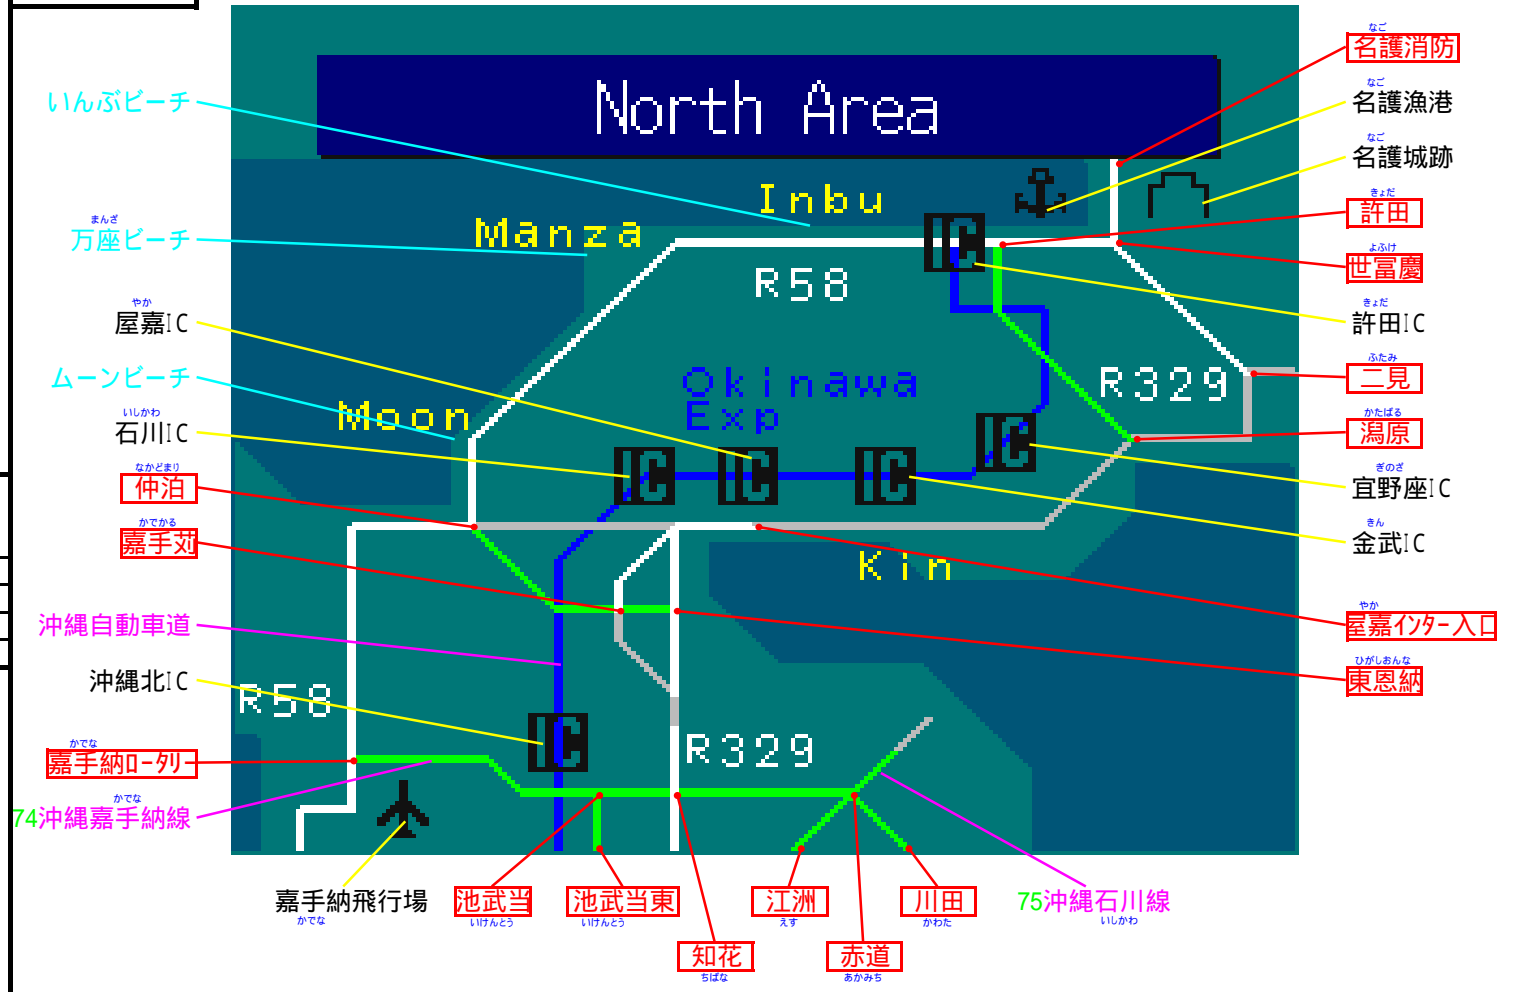 North Area
Inbu
Manza
R58
R329
Okinawa
Exp
Moon
Kin
R58
R329
IC
IC
IC
IC
IC
IC
いんぶビーチ
まんざ
万座ビーチ
やか
屋嘉IC
ムーンビーチ
いしかわ
石川IC
なかどまり
仲泊
かでかる
嘉手苅
沖縄自動車道
沖縄北IC
かでな
嘉手納ロータリー
かでな
74沖縄嘉手納線
なご
名護消防
なご
名護漁港
なご
名護城跡
きょだ
許田
よふけ
世冨慶
きょだ
許田IC
ふたみ
二見
かたばる
潟原
ぎのざ
宜野座IC
きん
金武IC
やか
屋嘉インター入口
ひがしおんな
東恩納
嘉手納飛行場
かでな
池武当
いけんとう
池武当東
いけんとう
知花
ちばな
江洲
えす
赤道
あかみち
川田
かわた
75沖縄石川線
いしかわ